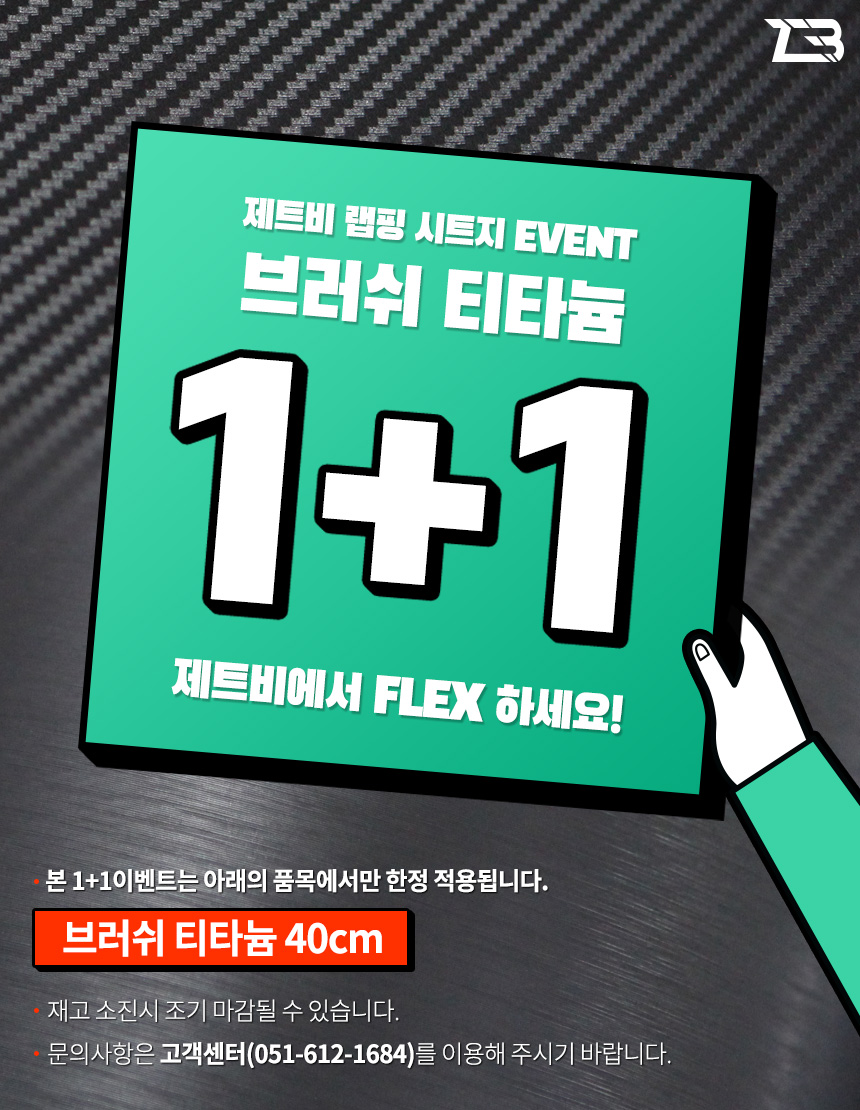 ZB
제트비 랩핑 시트지 EVENT
브러쉬 티타늄
1+1
제트비에서 FLEX 하세요!
· 본 1+1이벤트는 아래의 품목에서만 한정 적용됩니다.
브러쉬 티타늄 40cm
· 재고 소진시 조기 마감될 수 있습니다.
· 문의사항은 고객센터(051-612-1684)를 이용해 주시기 바랍니다.